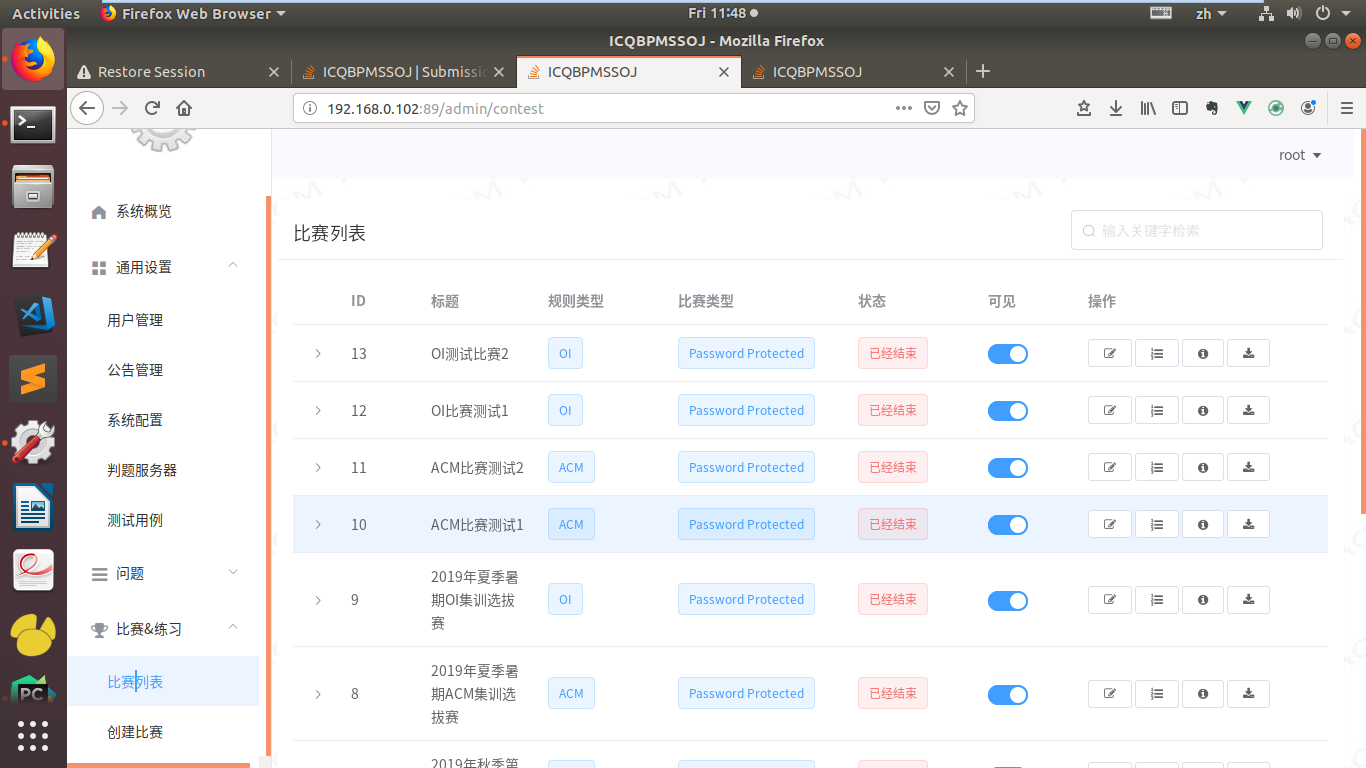 Activities Firefox Web Browser Fri 11:48 zh
ICQBPMSSOJ - Mozilla Firefox
Restore Session ICQBPMSSOJ | Submissio ICQBPMSSOJ ICQBPMSSOJ
192.168.0.102:89/admin/contest
root
系统概览
通用设置
用户管理
公告管理
系统配置
判题服务器
测试用例
问题
比赛&练习
比赛列表
创建比赛
比赛列表 输入关键字检索
ID 标题 规则类型 比赛类型 状态 可见 操作
13 OI测试比赛2 OI Password Protected 已经结束
12 OI比赛测试1 OI Password Protected 已经结束
11 ACM比赛测试2 ACM Password Protected 已经结束
10 ACM比赛测试1 ACM Password Protected 已经结束
2019年夏季暑
9 期OI集训选拔 OI Password Protected 已经结束
赛
2019年夏季暑
8 期ACM集训选 ACM Password Protected 已经结束
拔赛
2019年秋季第